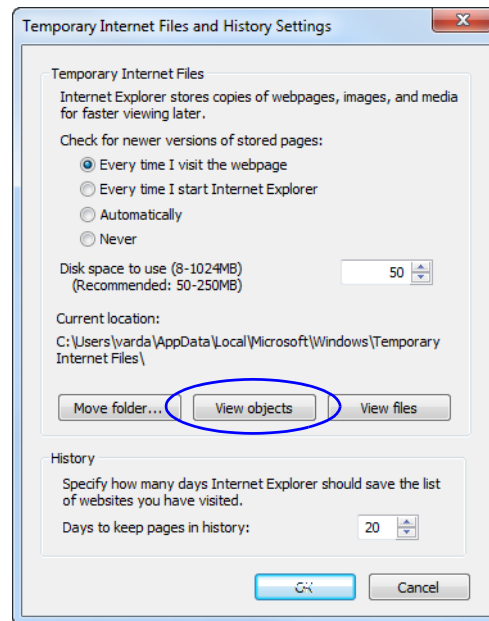 Temporary Internet Files and History Settings
Temporary Internet Files
Internet Explorer stores copies of webpages, images, and media
for faster viewing later.
Check for newer versions of stored pages:
Every time I visit the webpage
Every time I start Internet Explorer
Automatically
Never
Disk space to use (8-1024MB)
(Recommended: 50-250MB)
50
Current location:
C:\Users\varda\AppData\Local\Microsoft\Windows\Temporary
Internet Files\
Move folder... View objects View files
History
Specify how many days Internet Explorer should save the list
of websites you have visited.
Days to keep pages in history: 20
OK Cancel